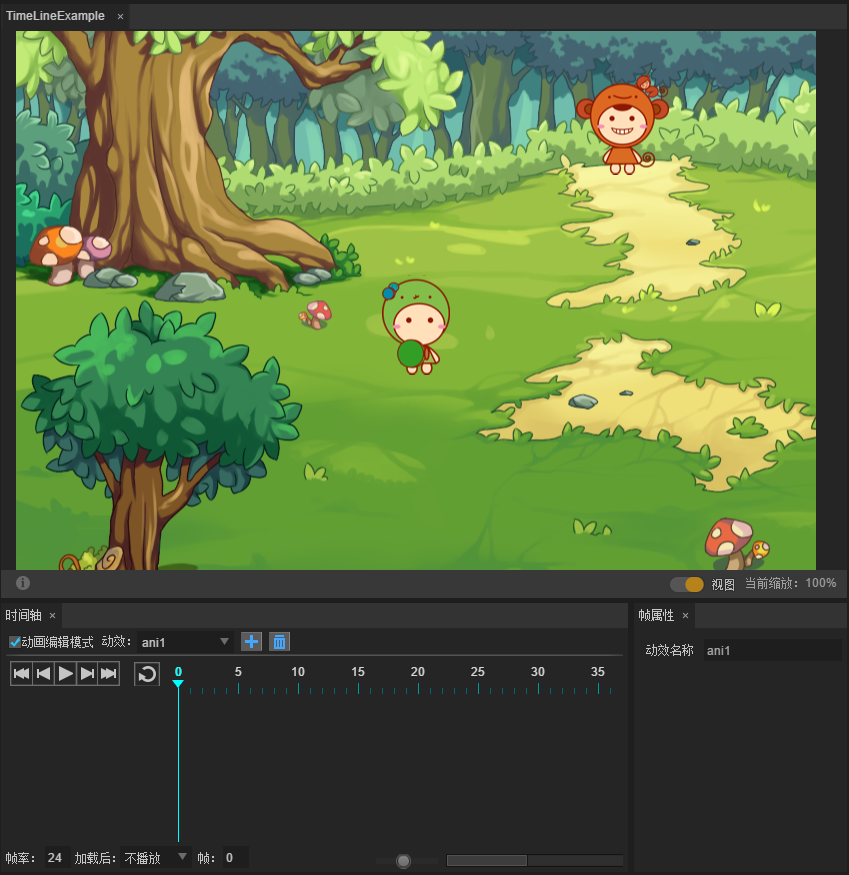 TimeLineExample ×
视图 当前缩放: 100%
时间轴 ×
动画编辑模式 动效: ani1
0 5 10 15 20 25 30 35
帧率: 24 加载后: 不播放 帧: 0
帧属性 ×
动效名称 ani1